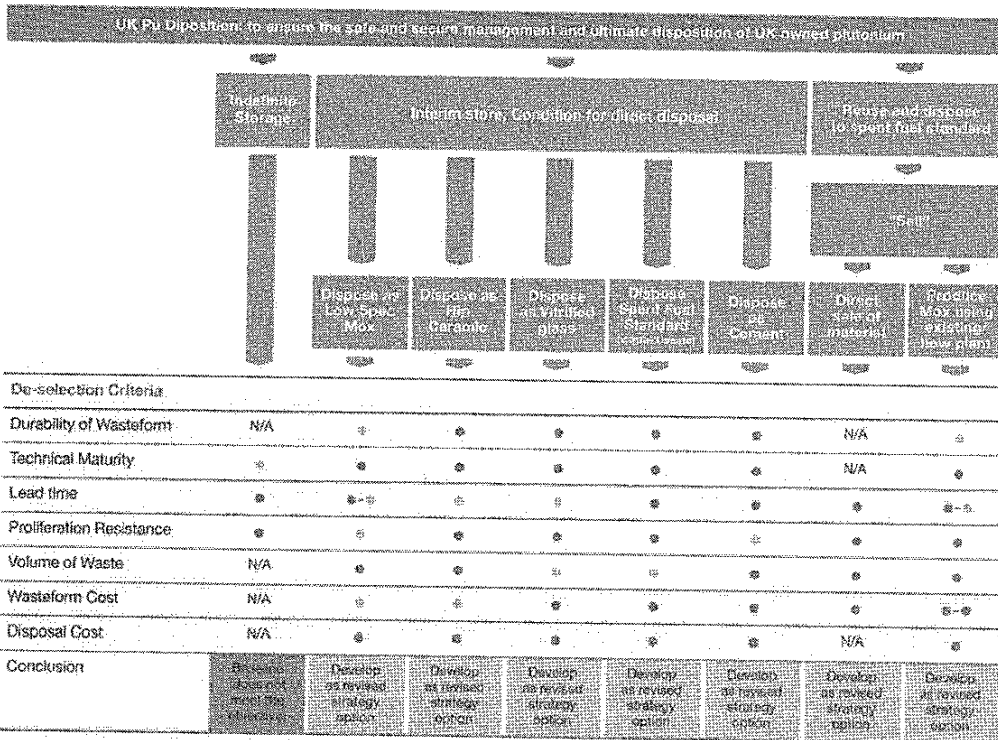 UK Pu Diposition: to ensure the safe and secure management and ultimate disposition of UK owned plutonium
Indefinite
Storage
Interim store, Condition for direct disposal
Reuse and dispose
to spent fuel standard
"Sell"
Dispose as
Low Spec
Mox
Dispose as
Hip
Ceramic
Dispose
as Vitrified
glass
Dispose
Spent Fuel
Standard
Dispose
as
Cement
Direct
sale of
material
Produce
Mox using
existing/
new plant
De-selection Criteria
Durability of Wasteform N/A N/A
Technical Maturity N/A
Lead time
Proliferation Resistance
Volume of Waste N/A
Wasteform Cost N/A
Disposal Cost N/A N/A
Conclusion
Develop
as revised
strategy
option
Develop
as revised
strategy
option
Develop
as revised
strategy
option
Develop
as revised
strategy
option
Develop
as revised
strategy
option
Develop
as revised
strategy
option
Develop
as revised
strategy
option